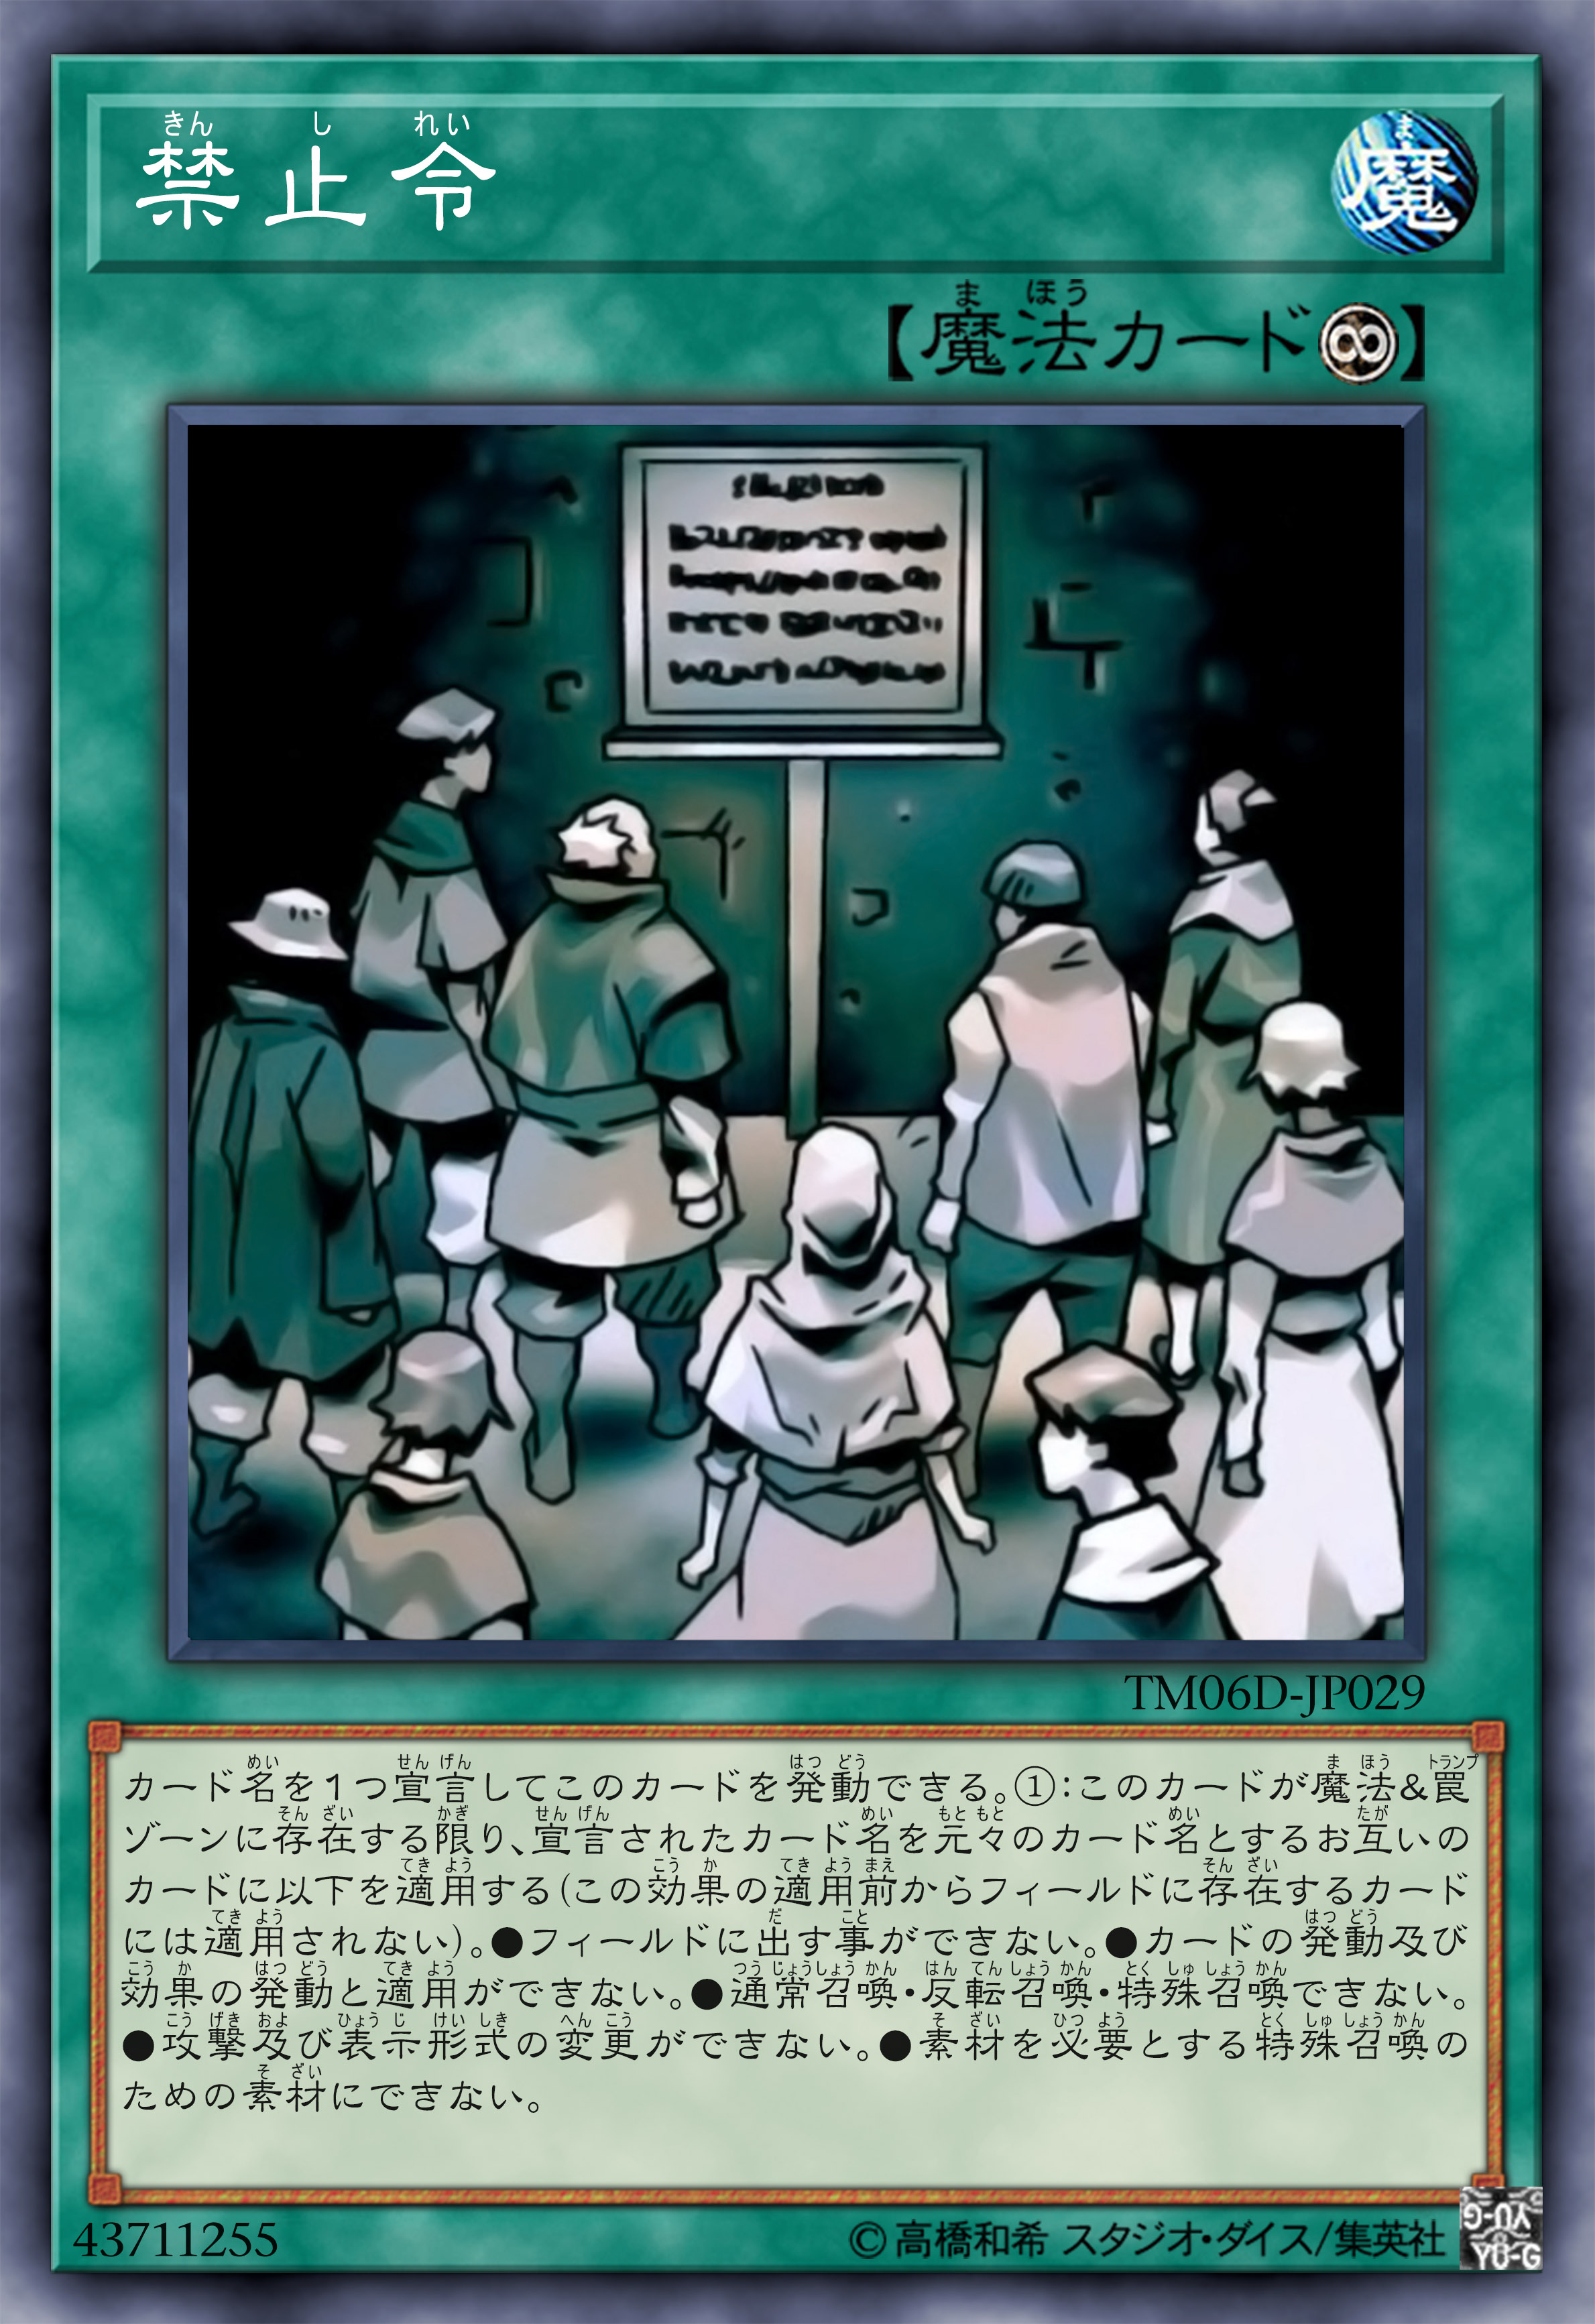 禁止令
魔
【魔法カード】
TM06D-JP029
カード名を１つ宣言してこのカードを発動できる。①：このカードが魔法＆罠
ゾーンに存在する限り、宣言されたカード名を元々のカード名とするお互いの
カードに以下を適用する(この効果の適用前からフィールドに存在するカード
には適用されない)。●フィールドに出す事ができない。●カードの発動及び
効果の発動と適用ができない。●通常召喚・反転召喚・特殊召喚できない。
●攻撃及び表示形式の変更ができない。●素材を必要とする特殊召喚の
ための素材にできない。
43711255
©高橋和希 スタジオ・ダイス/集英社